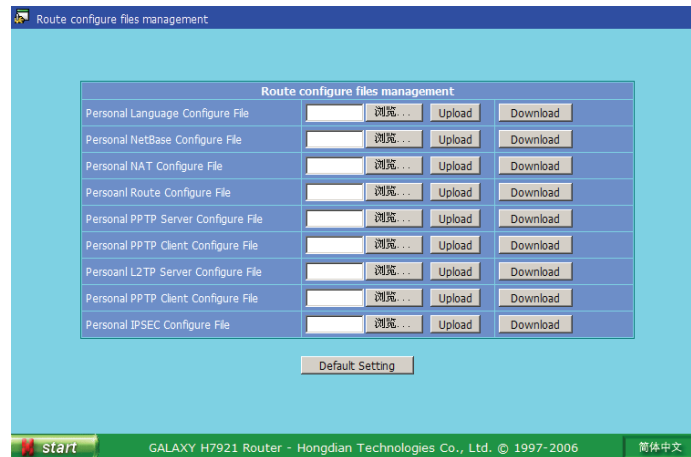 Route configure files management
Route configure files management
Personal Language Configure File 浏览... Upload Download
Personal NetBase Configure File 浏览... Upload Download
Personal NAT Configure File 浏览... Upload Download
Persoanl Route Configure File 浏览... Upload Download
Personal PPTP Server Configure File 浏览... Upload Download
Personal PPTP Client Configure File 浏览... Upload Download
Persoanl L2TP Server Configure File 浏览... Upload Download
Personal PPTP Client Configure File 浏览... Upload Download
Personal IPSEC Configure File 浏览... Upload Download
Default Setting
start GALAXY H7921 Router - Hongdian Technologies Co., Ltd. © 1997-2006 简体中文